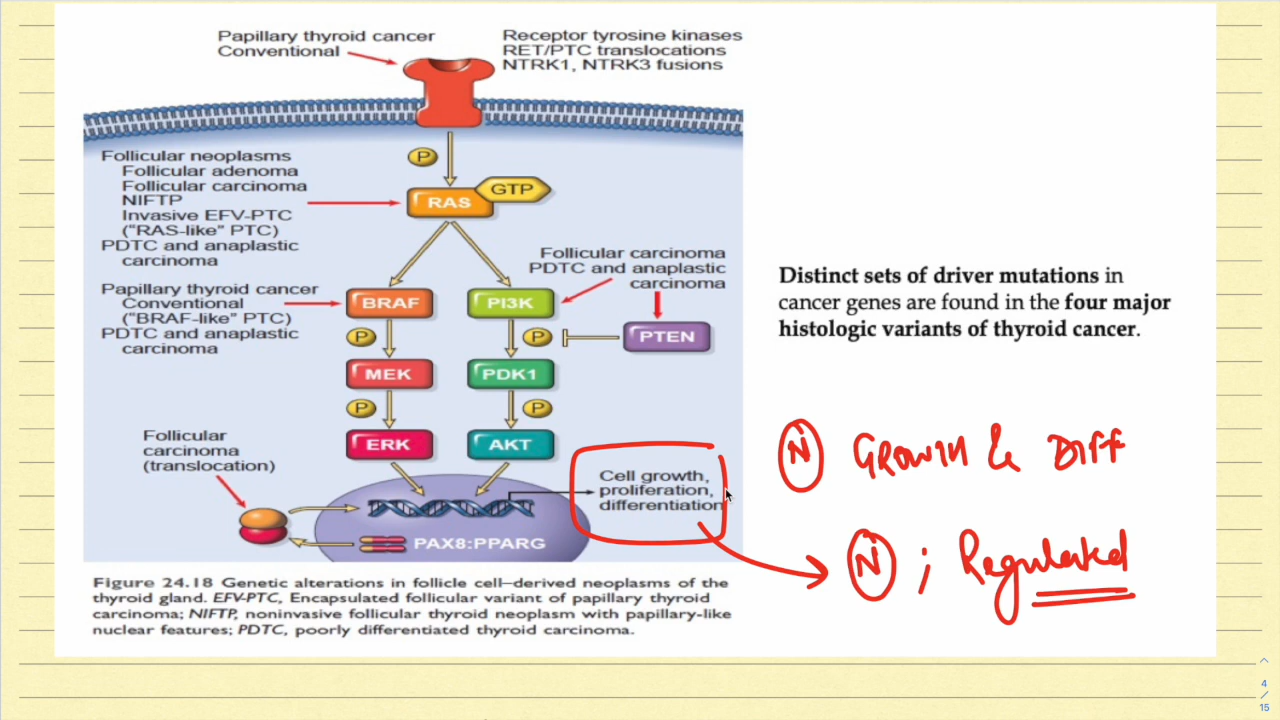 Papillary thyroid cancer
Conventional
Receptor tyrosine kinases
RET/PTC translocations
NTRK1, NTRK3 fusions
Follicular neoplasms
Follicular adenoma
Follicular carcinoma
NIFTP
Invasive EFV-PTC
("RAS-like" PTC)
PDTC and anaplastic
carcinoma
P
RAS
GTP
Follicular carcinoma
PDTC and anaplastic
carcinoma
Papillary thyroid cancer
Conventional
("BRAF-like" PTC)
PDTC and anaplastic
carcinoma
BRAF
PI3K
P
P
PTEN
MEK
PDK1
P
P
ERK
AKT
Follicular
carcinoma
(translocation)
Cell growth,
proliferation,
differentiation
PAX8:PPARG
Figure 24.18 Genetic alterations in follicle cell–derived neoplasms of the
thyroid gland. EFV-PTC, Encapsulated follicular variant of papillary thyroid
carcinoma; NIFTP, noninvasive follicular thyroid neoplasm with papillary-like
nuclear features; PDTC, poorly differentiated thyroid carcinoma.
Distinct sets of driver mutations in
cancer genes are found in the four major
histologic variants of thyroid cancer.
N GROWTH & DIFF
N ; Regulated
4
/
15